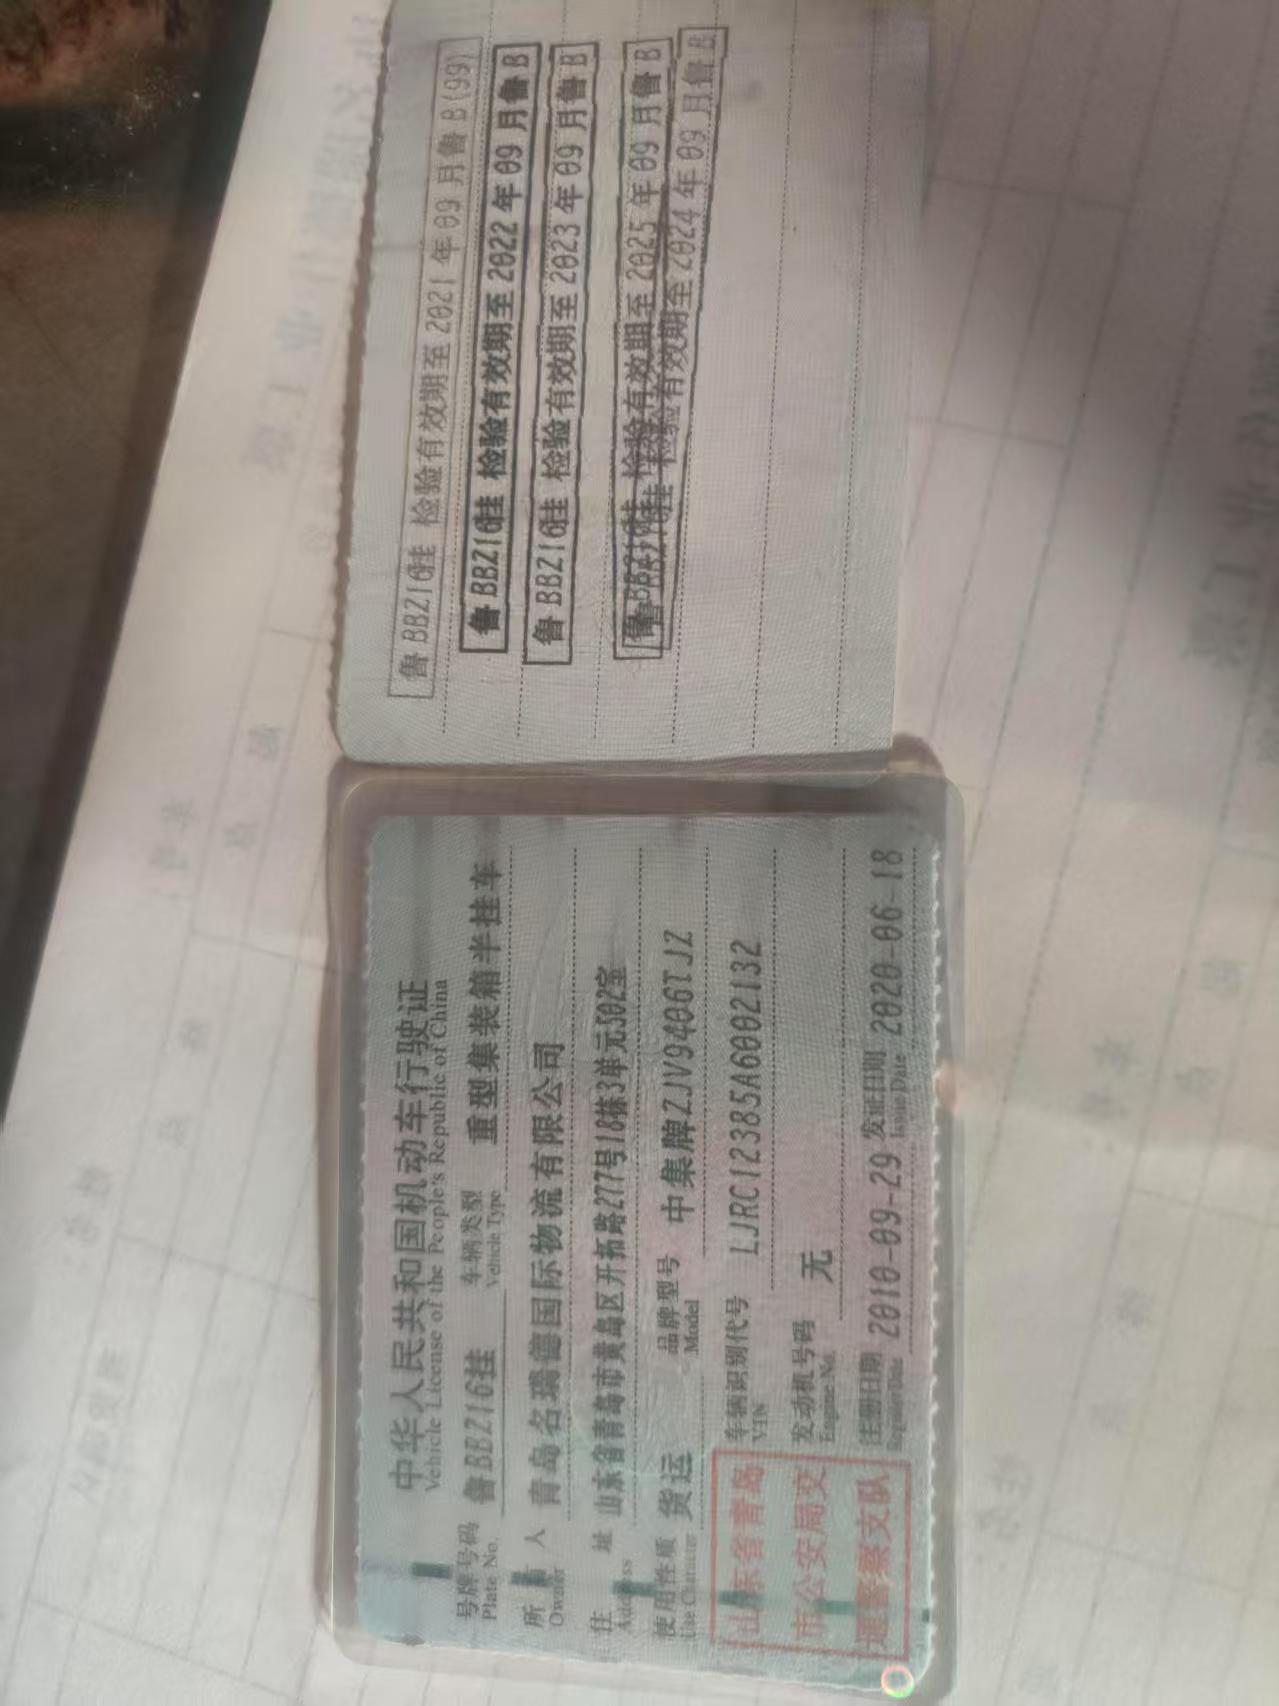 中华人民共和国机动车行驶证
Vehicle License of the People's Republic of China
号牌号码 鲁BBZ16挂 车辆类型 重型集装箱半挂车
Plate No. Vehicle Type
所 人 青岛名瑞德国际物流有限公司
Owner
住 址 山东省青岛市黄岛区开拓路277号18栋3单元502室
Address
使用性质 货运 品牌型号 中集牌ZJV9406TJZ
Use Character Model
山东省青岛
市公安局交
通警察支队
车辆识别代号 LJRC12385A6002132
VIN
发动机号码 无
Engine No.
注册日期 2010-09-29 发证日期 2020-06-18
Register Date Issue Date
鲁BBZ16挂 检验有效期至2021年09月鲁B(99)
鲁BBZ16挂 检验有效期至2022年09月鲁B
鲁BBZ16挂 检验有效期至2023年09月鲁B
鲁BBZ16挂 检验有效期至2025年09月鲁B
鲁BBZ16挂 检验有效期至2024年09月鲁B